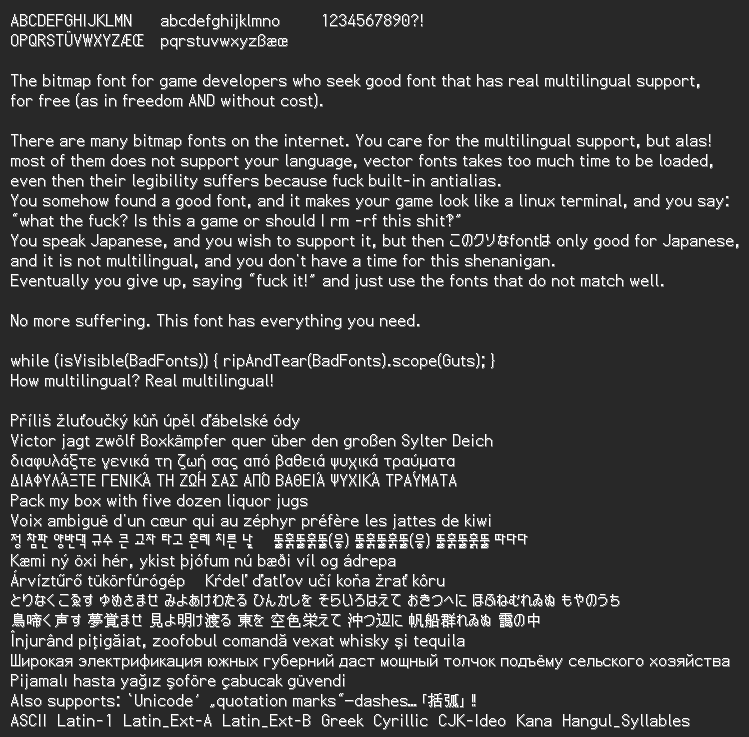 ABCDEFGHIJKLMN abcdefghijklmno 1234567890?!
OPQRSTÜVWXYZÆŒ pqrstuvwxyzßæœ
The bitmap font for game developers who seek good font that has real multilingual support,
for free (as in freedom AND without cost).
There are many bitmap fonts on the internet. You care for the multilingual support, but alas!
most of them does not support your language, vector fonts takes too much time to be loaded,
even then their legibility suffers because fuck built-in antialias.
You somehow found a good font, and it makes your game look like a linux terminal, and you say:
“what the fuck? Is this a game or should I rm -rf this shit‽”
You speak Japanese, and you wish to support it, but then このクソなfontは only good for Japanese,
and it is not multilingual, and you don't have a time for this shenanigan.
Eventually you give up, saying “fuck it!” and just use the fonts that do not match well.
No more suffering. This font has everything you need.
while (isVisible(BadFonts)) { ripAndTear(BadFonts).scope(Guts); }
How multilingual? Real multilingual!
Příliš žluťoučký kůň úpěl ďábelské ódy
Victor jagt zwölf Boxkämpfer quer über den großen Sylter Deich
διαφυλάξτε γενικά τη ζωή σας από βαθειά ψυχικά τραύματα
ΔΙΑΦΥΛΆΞΤΕ ΓΕΝΙΚᾺ ΤΗ ΖΩΉ ΣΑΣ ΑΠΌ ΒΑΘΕΙΆ ΨΥΧΙΚΆ ΤΡΑΎΜΑΤΑ
Pack my box with five dozen liquor jugs
Voix ambiguë d'un cœur qui au zéphyr préfère les jattes de kiwi
정 참판 양반댁 규수 큰 교자 타고 혼례 치른 날 뚫훍뚫훍뚫(웅) 뚫훍뚫훍뚫(웅) 뚫훍뚫훍뚫 따다다
Kæmi ný öxi hér, ykist þjófum nú bæði víl og ádrepa
Árvíztűrő tükörfúrógép Kŕdeľ ďatľov učí koňa žrať kôru
とりなくこゑす ゆめさませ みよあけわたる ひんかしを そらいろはえて おきつへに ほふねむれゐぬ もやのうち
鳥啼く声す 夢覚ませ 見よ明け渡る 東を 空色栄えて 沖つ辺に 帆船群れゐぬ 靄の中
Înjurând pițigăiat, zoofobul comandă vexat whisky și tequila
Широкая электрификация южных губерний даст мощный толчок подъёму сельского хозяйства
Pijamalı hasta yağız şoföre çabucak güvendi
Also supports: ‛Unicode’ „quotation marks“—dashes…「括弧」‼
ASCII Latin-1 Latin_Ext-A Latin_Ext-B Greek Cyrillic CJK-Ideo Kana Hangul_Syllables